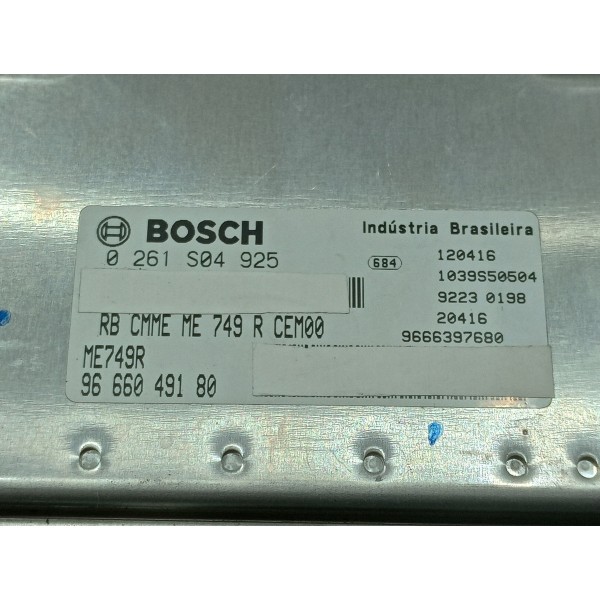 BOSCH
Indústria Brasileira
0 261 S04 925
684
120416
1039S50504
9223 0198
20416
9666397680
RB CMME ME 749 R CEM00
ME749R
96 660 491 80